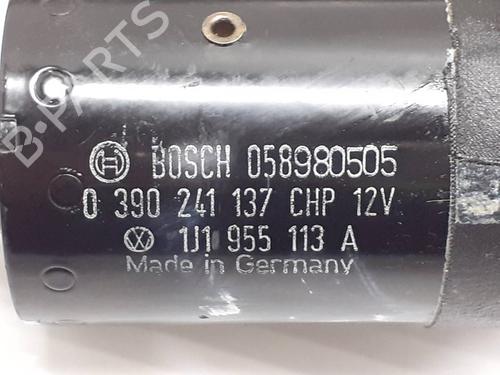 B-PARTS
BOSCH 058980505
0 390 241 137 CHP 12V
1J1 955 113 A
Made in Germany